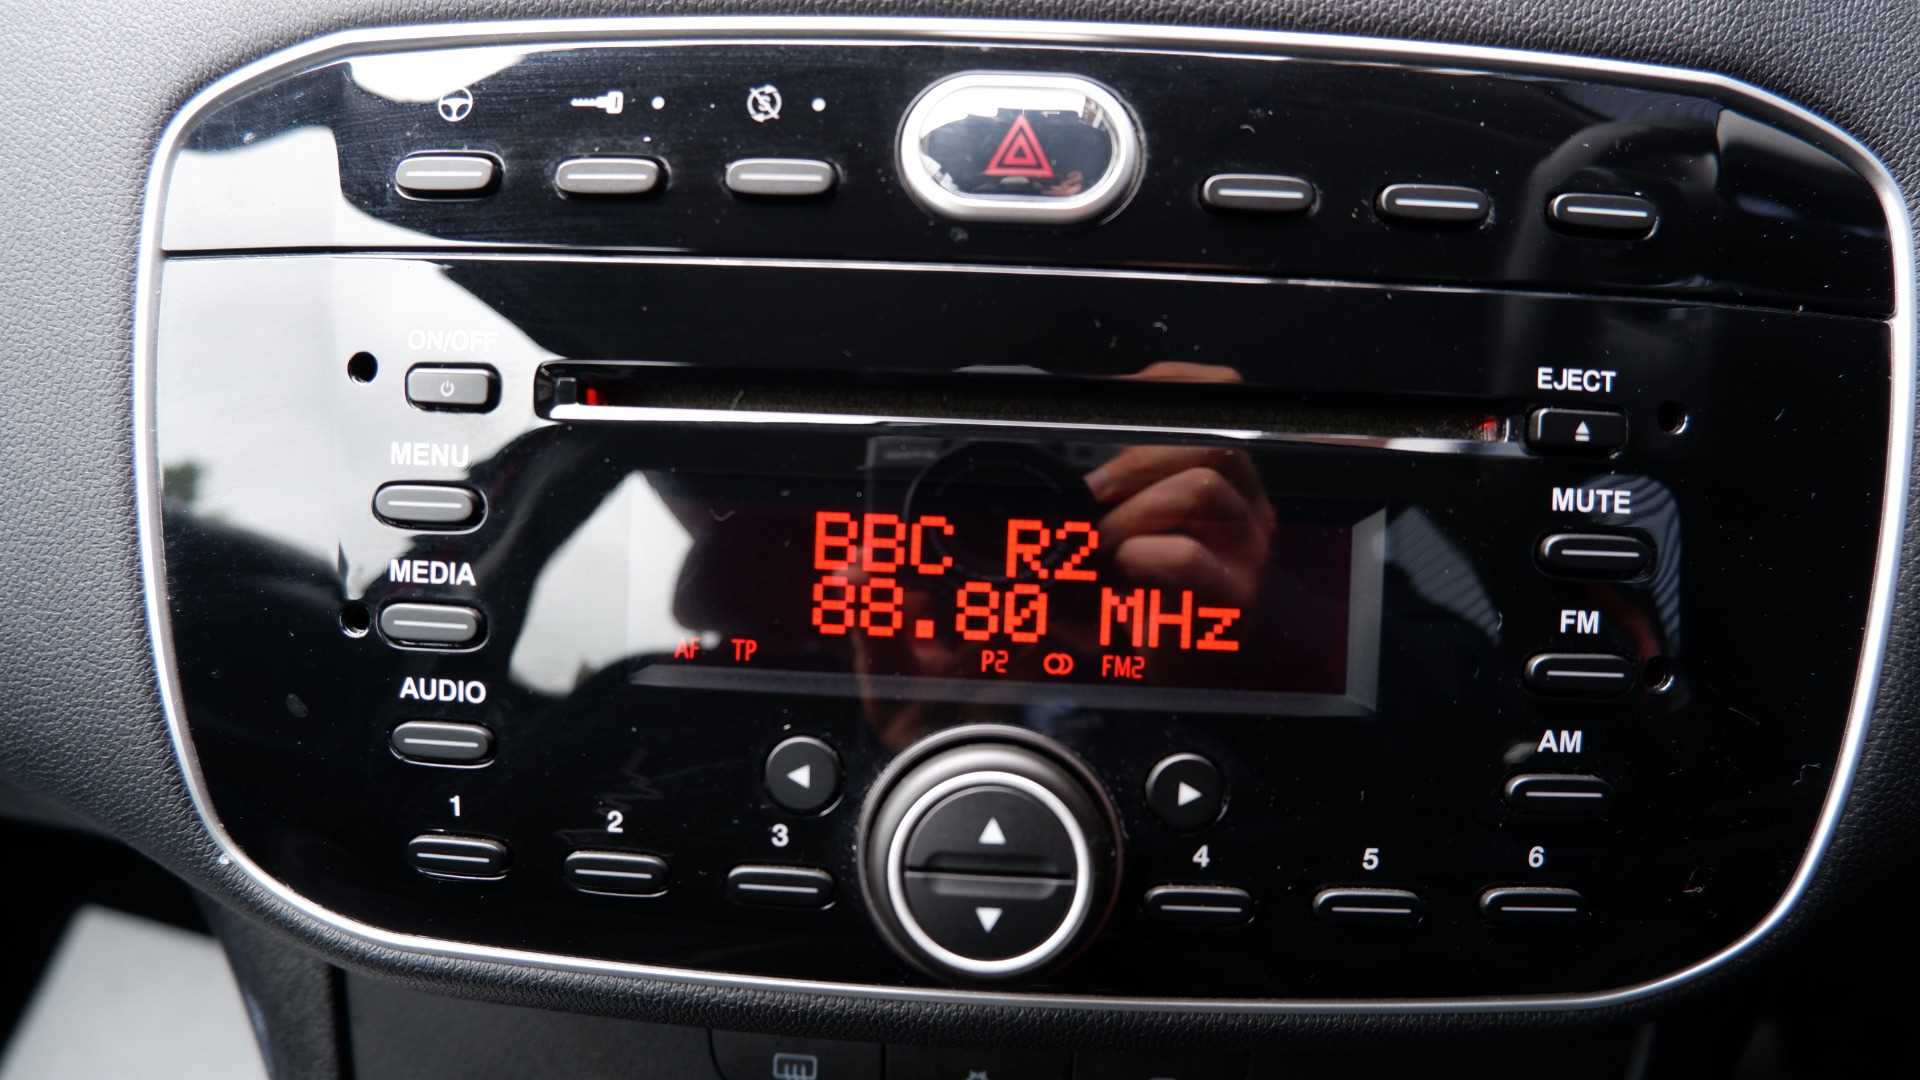 ON/OFF
EJECT
MENU
MUTE
BBC R2
88.80 MHz
MEDIA
FM
AF TP P2 FM2
AUDIO
AM
1 2 3 4 5 6